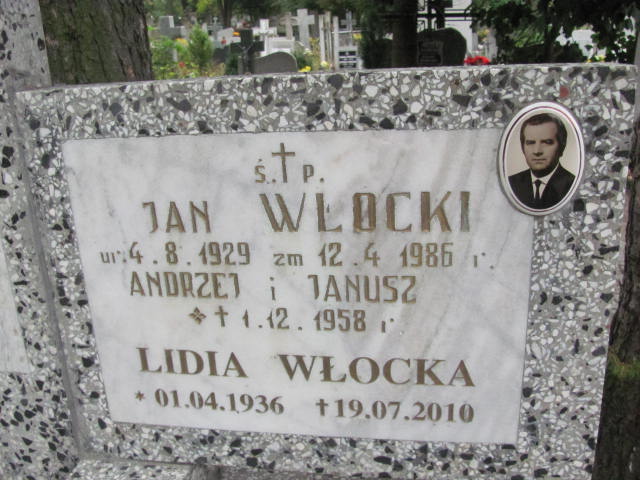 Ś.✝P.
JAN WŁOCKI
ur. 4.8.1929 zm 12.4 1986 r.
ANDRZEJ i JANUSZ
*✝ 1.12.1958 r.
LIDIA WŁOCKA
* 01.04.1936 ✝19.07.2010